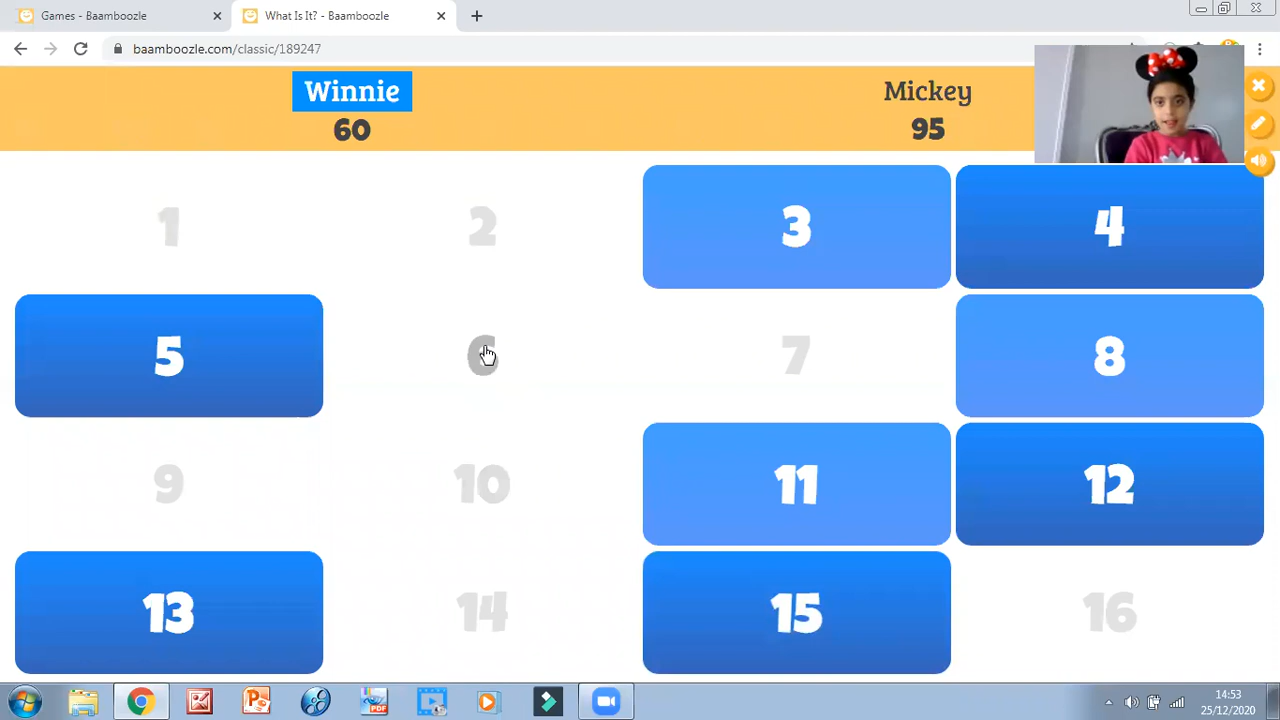 Games - Baamboozle
What Is It? - Baamboozle
baamboozle.com/classic/189247
Winnie
60
Mickey
95
1 2 3 4
5 6 7 8
9 10 11 12
13 14 15 16
PDF
14:53
25/12/2020